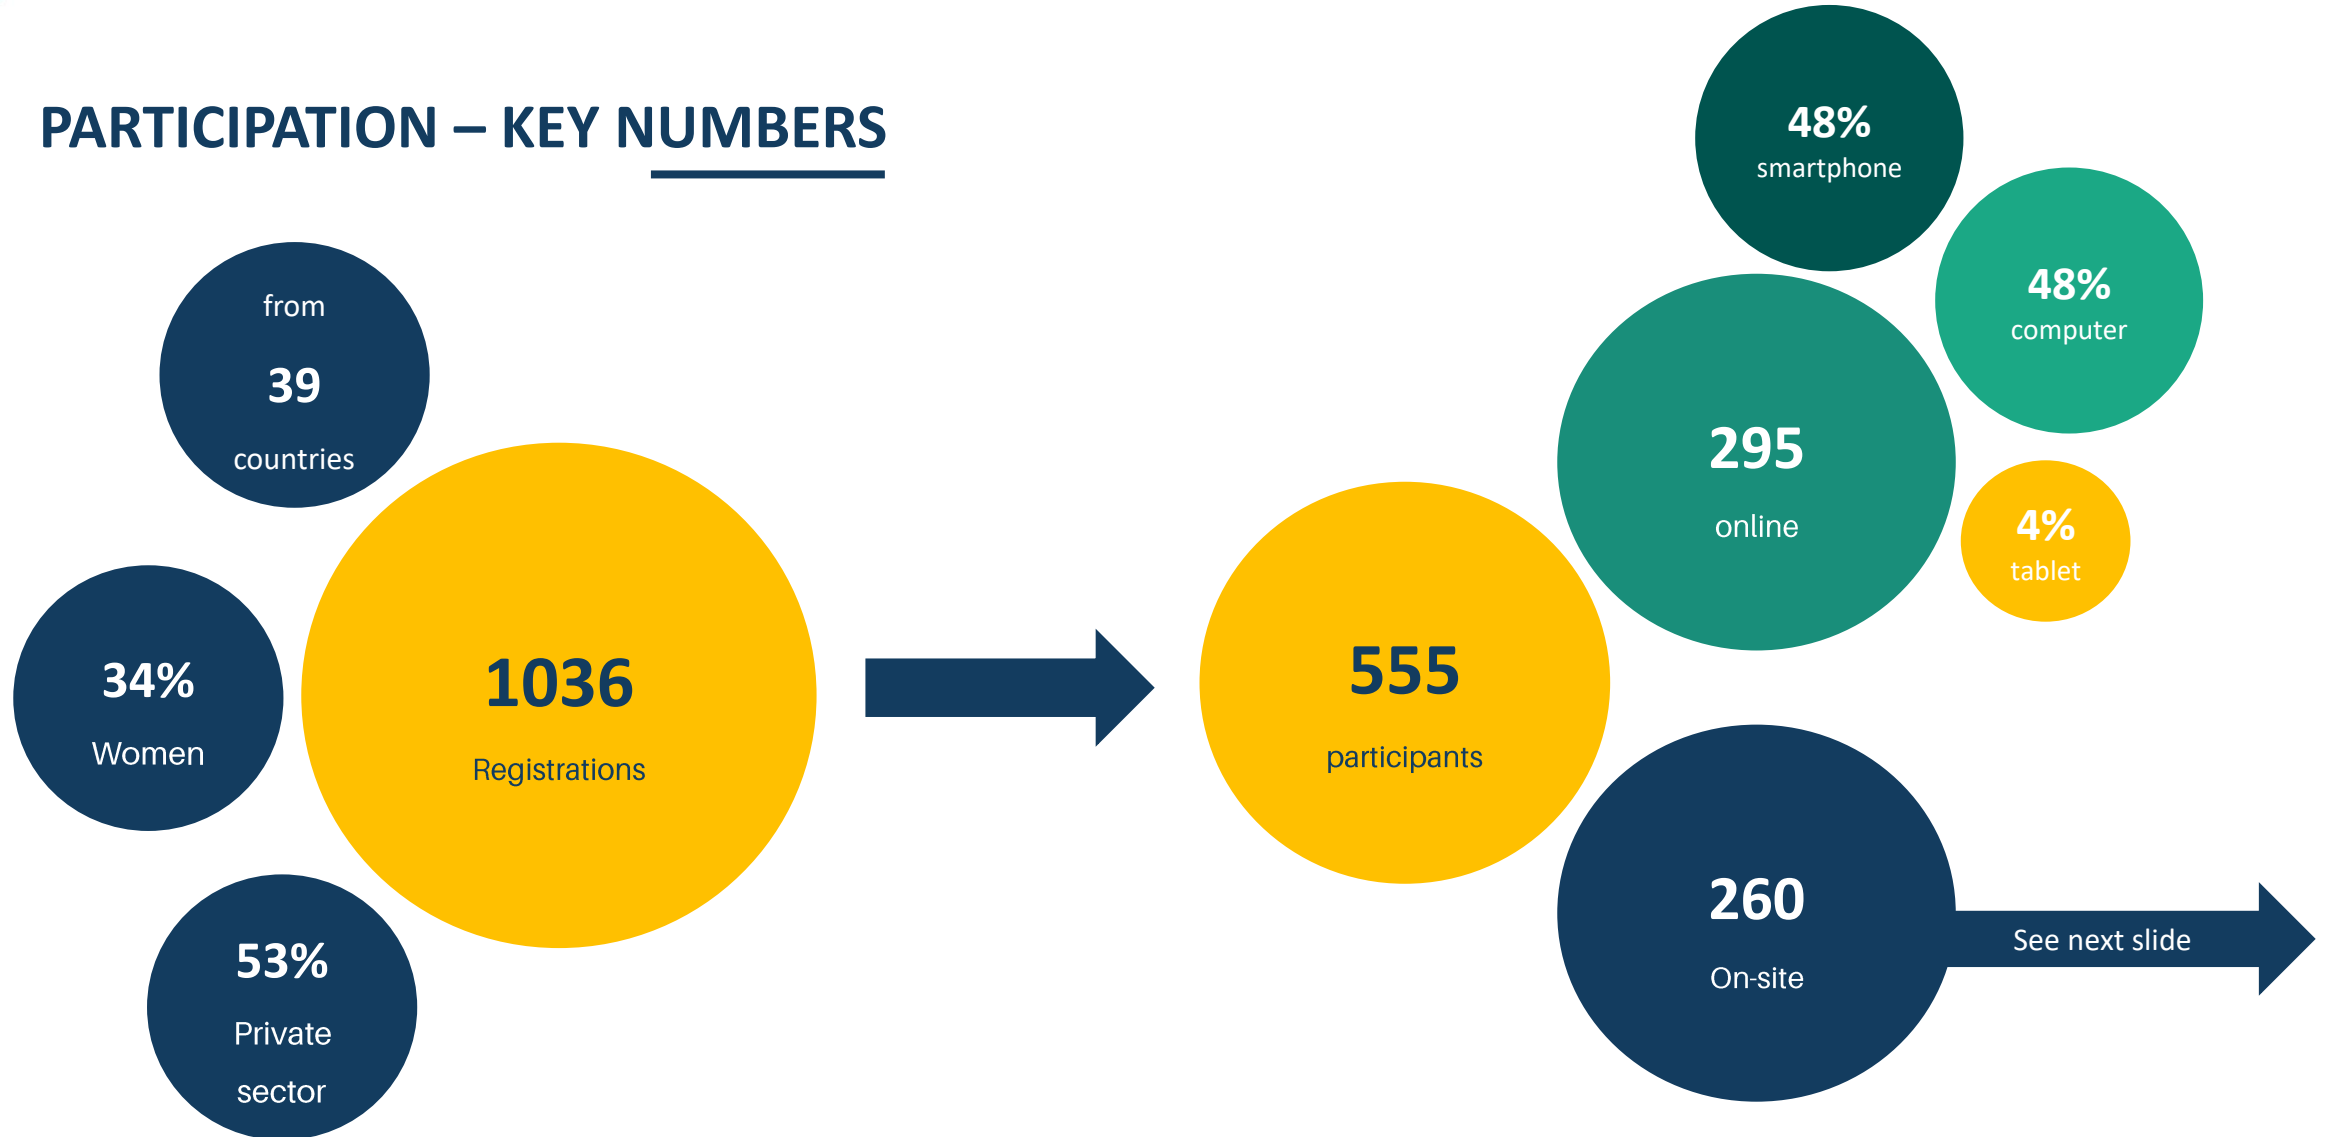 PARTICIPATION – KEY NUMBERS
from
39
countries
34%
Women
53%
Private
sector
1036
Registrations
555
participants
48%
smartphone
48%
computer
295
online
4%
tablet
260
On-site
See next slide